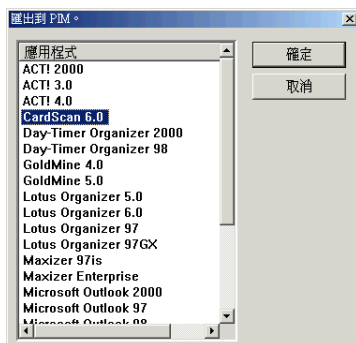 匯出到 PIM。
應用程式
ACT! 2000
ACT! 3.0
ACT! 4.0
CardScan 6.0
Day-Timer Organizer 2000
Day-Timer Organizer 98
GoldMine 4.0
GoldMine 5.0
Lotus Organizer 5.0
Lotus Organizer 6.0
Lotus Organizer 97
Lotus Organizer 97GX
Maxizer 97is
Maxizer Enterprise
Microsoft Outlook 2000
Microsoft Outlook 97
Microsoft Outlook 98
確定
取消